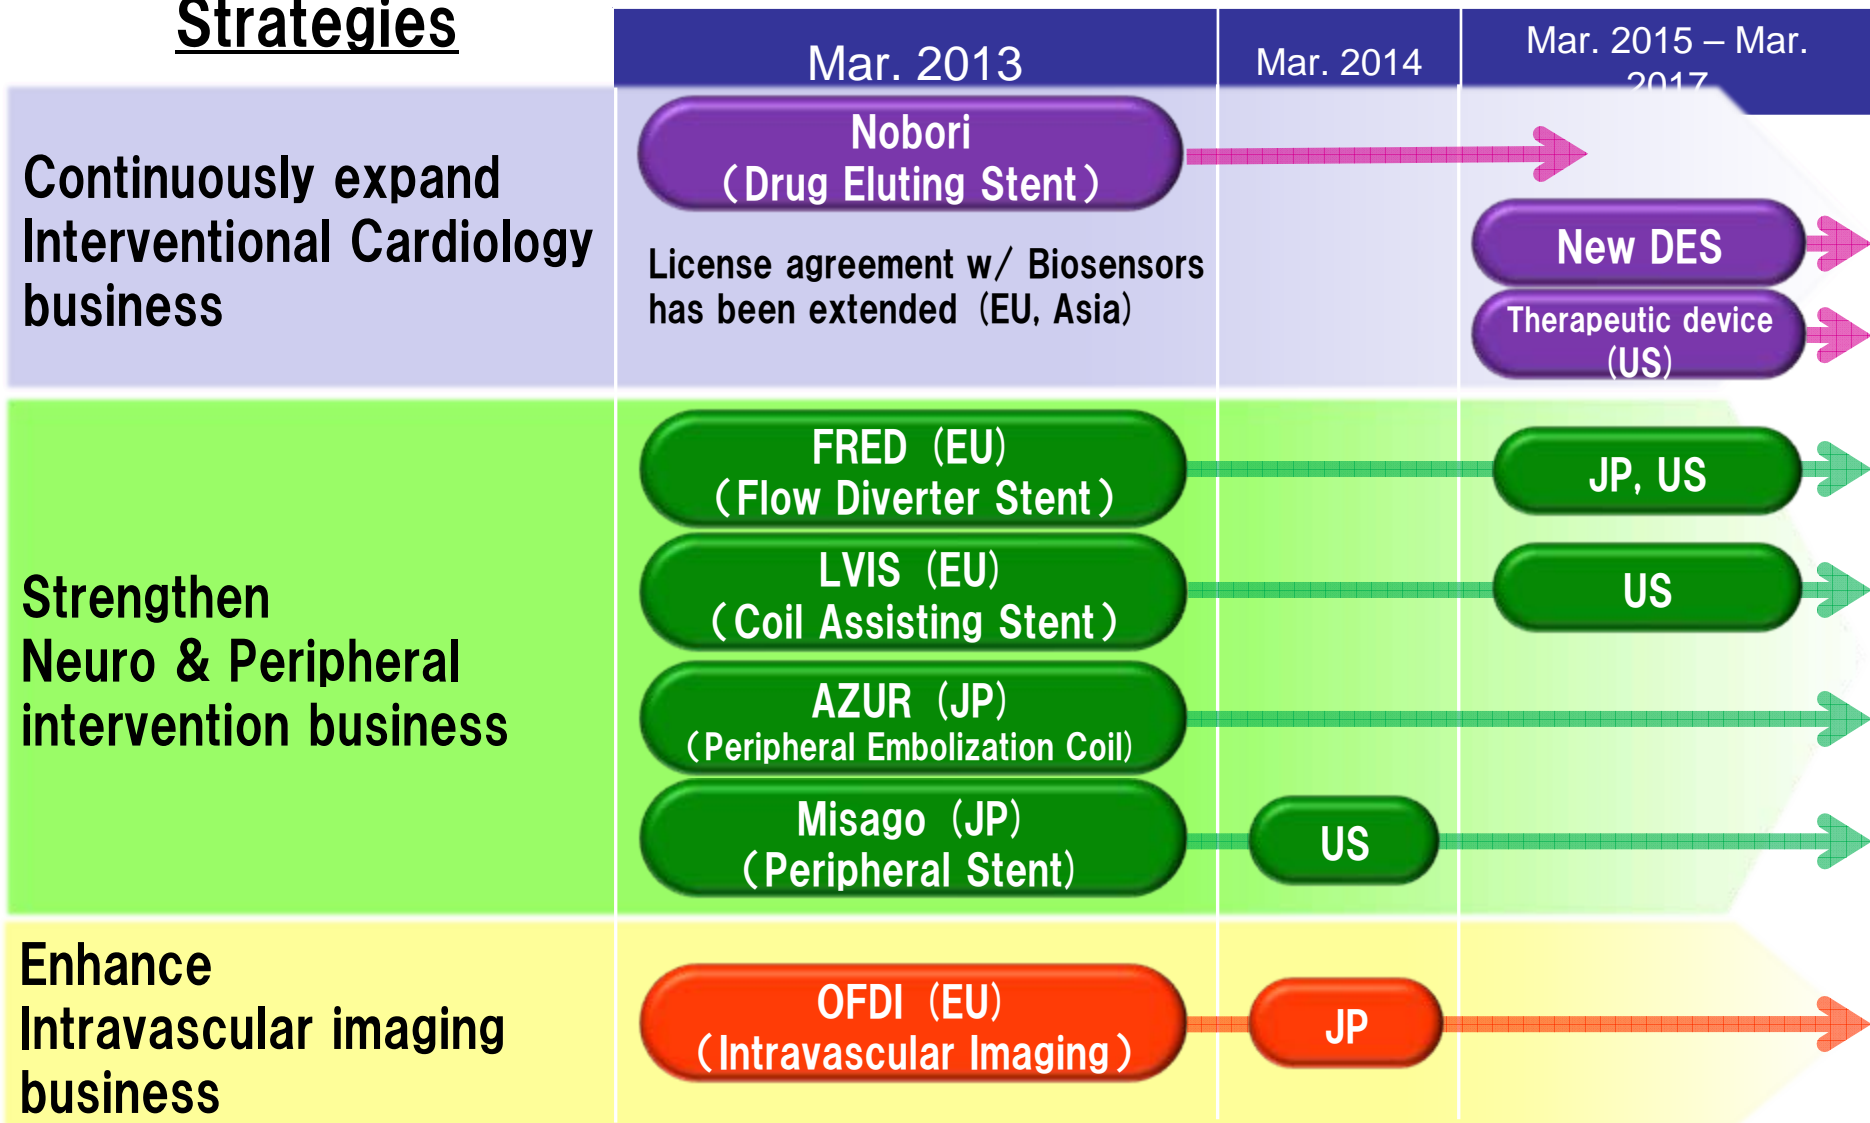 Strategies
Mar. 2013
Mar. 2014
Mar. 2015 – Mar.
2017
Continuously expand
Interventional Cardiology
business
Nobori
(Drug Eluting Stent)
License agreement w/ Biosensors
has been extended (EU, Asia)
New DES
Therapeutic device
(US)
Strengthen
Neuro & Peripheral
intervention business
FRED (EU)
(Flow Diverter Stent)
JP, US
LVIS (EU)
(Coil Assisting Stent)
US
AZUR (JP)
(Peripheral Embolization Coil)
Misago (JP)
(Peripheral Stent)
US
Enhance
Intravascular imaging
business
OFDI (EU)
(Intravascular Imaging)
JP